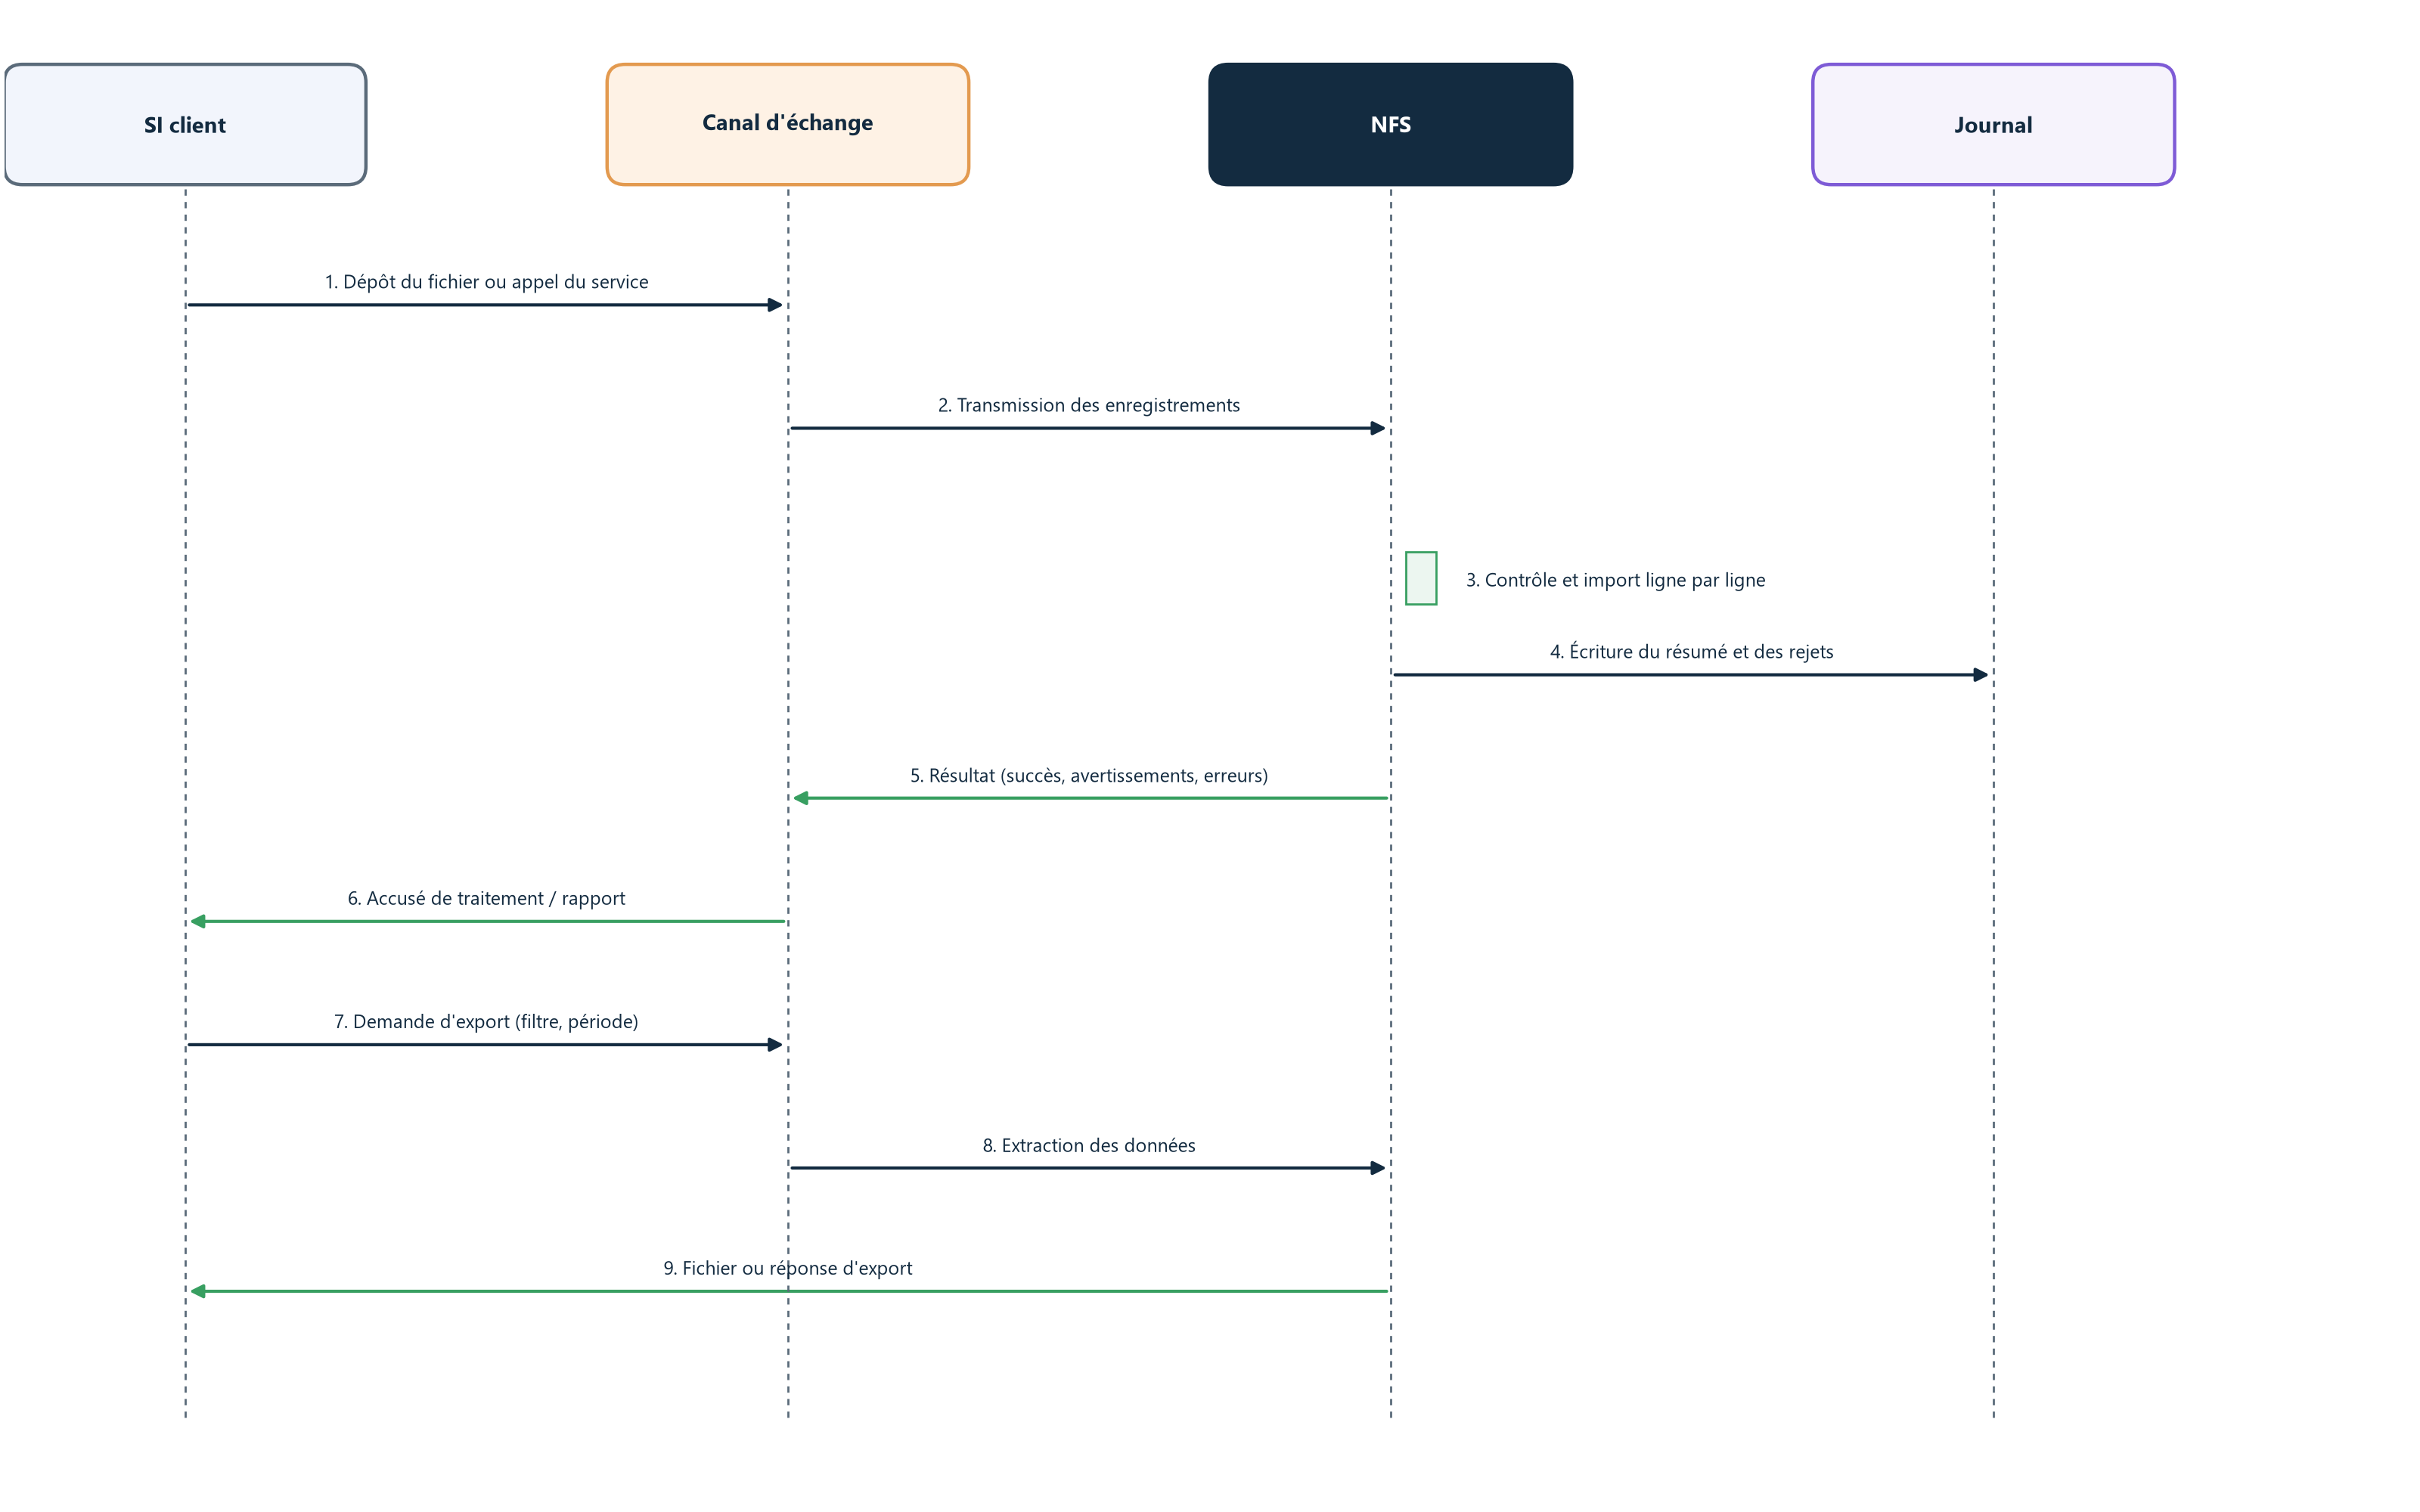 SI client
Canal d'échange
NFS
Journal
1. Dépôt du fichier ou appel du service
2. Transmission des enregistrements
3. Contrôle et import ligne par ligne
4. Écriture du résumé et des rejets
5. Résultat (succès, avertissements, erreurs)
6. Accusé de traitement / rapport
7. Demande d'export (filtre, période)
8. Extraction des données
9. Fichier ou réponse d'export